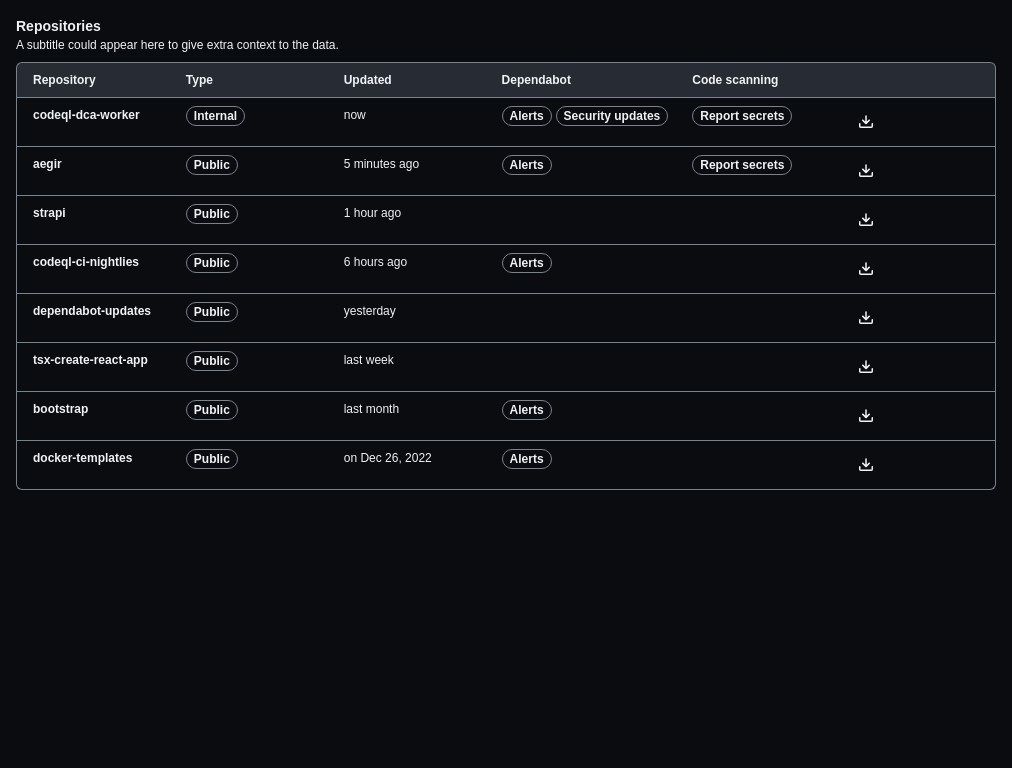 Repositories
A subtitle could appear here to give extra context to the data.
Repository Type Updated Dependabot Code scanning
codeql-dca-worker Internal now Alerts Security updates Report secrets
aegir Public 5 minutes ago Alerts Report secrets
strapi Public 1 hour ago
codeql-ci-nightlies Public 6 hours ago Alerts
dependabot-updates Public yesterday
tsx-create-react-app Public last week
bootstrap Public last month Alerts
docker-templates Public on Dec 26, 2022 Alerts